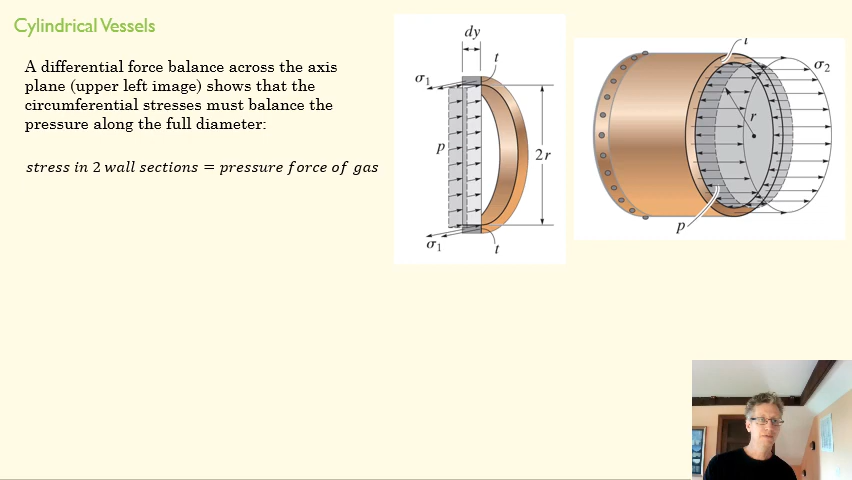 Cylindrical Vessels
A differential force balance across the axis
plane (upper left image) shows that the
circumferential stresses must balance the
pressure along the full diameter:
stress in 2 wall sections = pressure force of gas
dy
t
σ1
p
2r
σ1
t
t
σ2
r
p